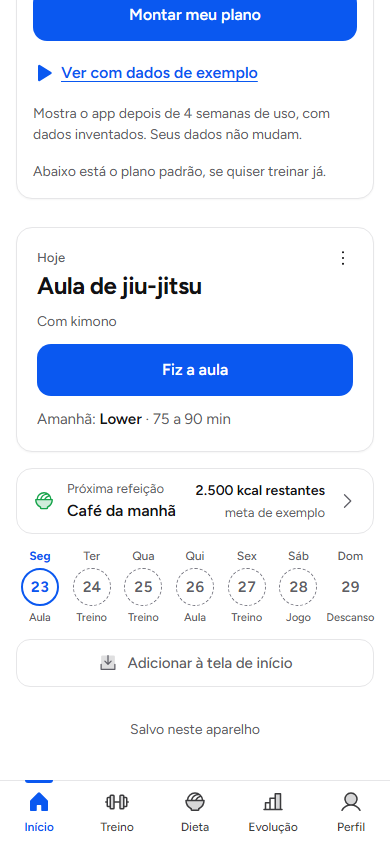 Montar meu plano
Ver com dados de exemplo
Mostra o app depois de 4 semanas de uso, com
dados inventados. Seus dados não mudam.
Abaixo está o plano padrão, se quiser treinar já.
Hoje
Aula de jiu-jitsu
Com kimono
Fiz a aula
Amanhã: Lower · 75 a 90 min
Próxima refeição
Café da manhã
2.500 kcal restantes
meta de exemplo
Seg Ter Qua Qui Sex Sáb Dom
23 24 25 26 27 28 29
Aula Treino Treino Aula Treino Jogo Descanso
Adicionar à tela de início
Salvo neste aparelho
Início Treino Dieta Evolução Perfil